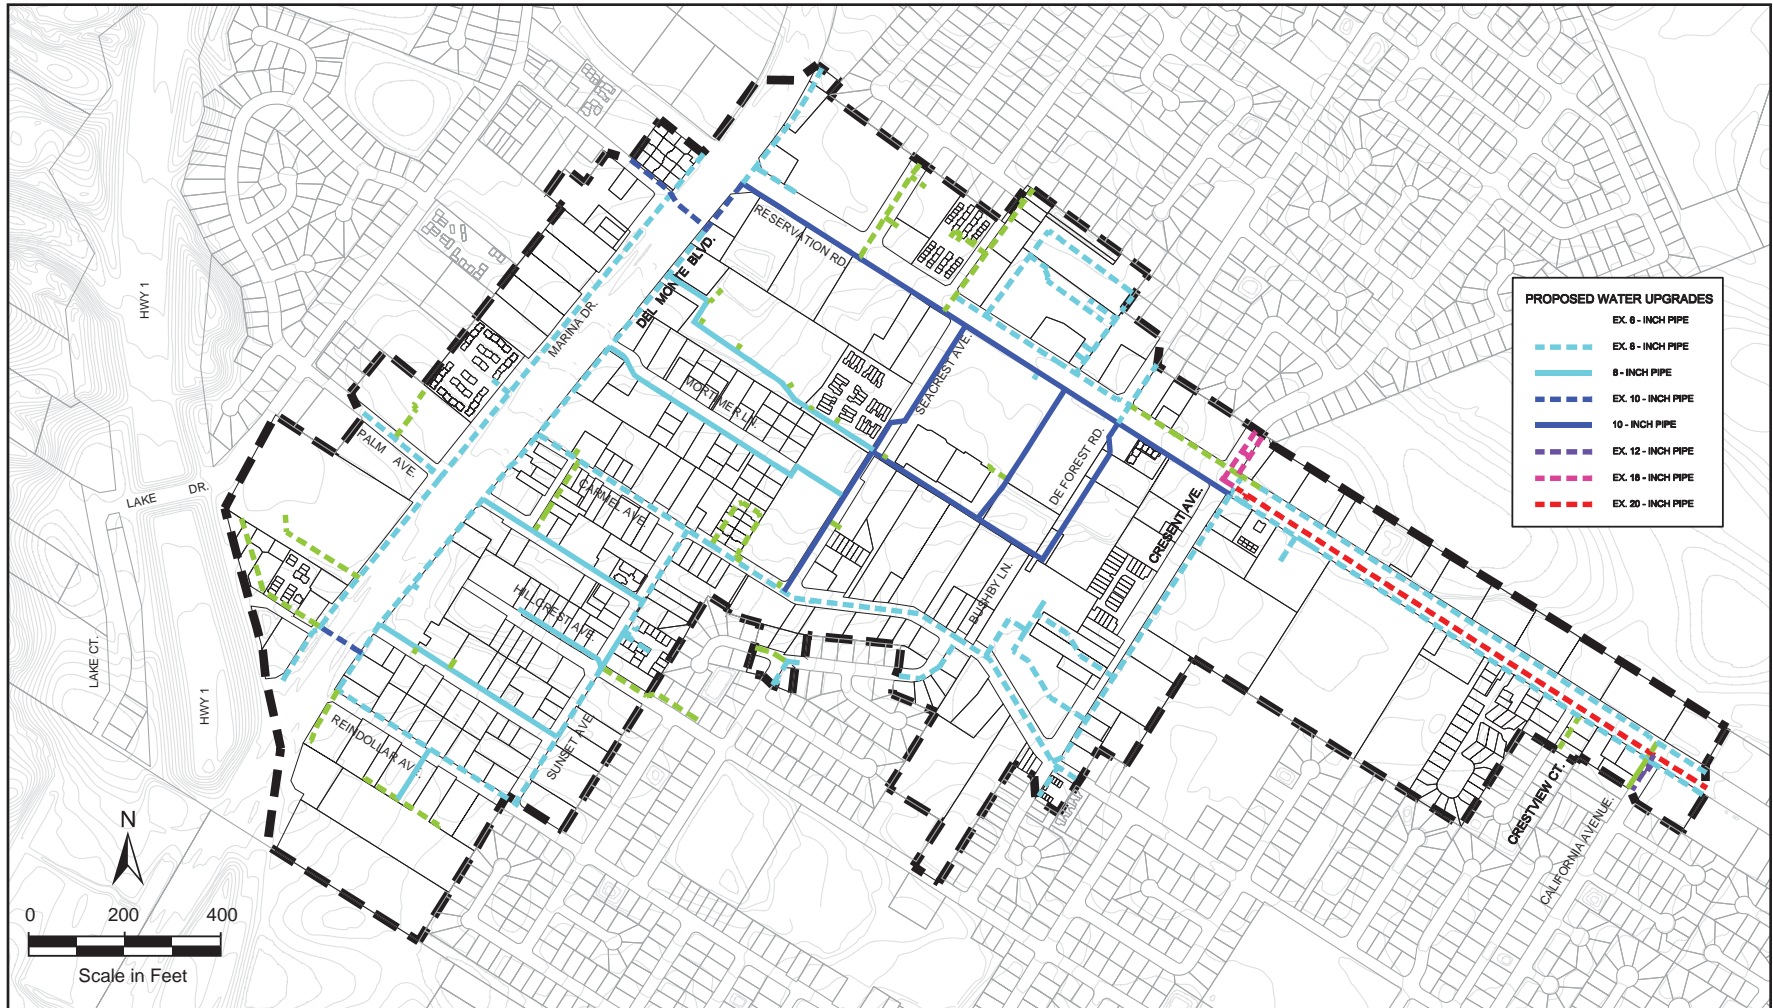 RESERVATION RD.
DEL MONTE BLVD.
MARINA DR.
HWY 1
SEACREST AVE.
MORTIMER LN.
PALM AVE.
LAKE DR.
CARMEL AVE.
DE FOREST RD.
CRESENT AVE.
BUSHBY LN.
HILLCREST AVE.
LAKE CT.
HWY 1
REINDOLLAR AVE.
SUNSET AVE.
CRESTVIEW CT.
CALIFORNIA AVENUE.
PROPOSED WATER UPGRADES
EX. 6 - INCH PIPE
EX. 8 - INCH PIPE
8 - INCH PIPE
EX. 10 - INCH PIPE
10 - INCH PIPE
EX. 12 - INCH PIPE
EX. 18 - INCH PIPE
EX. 20 - INCH PIPE
N
0 200 400
Scale in Feet